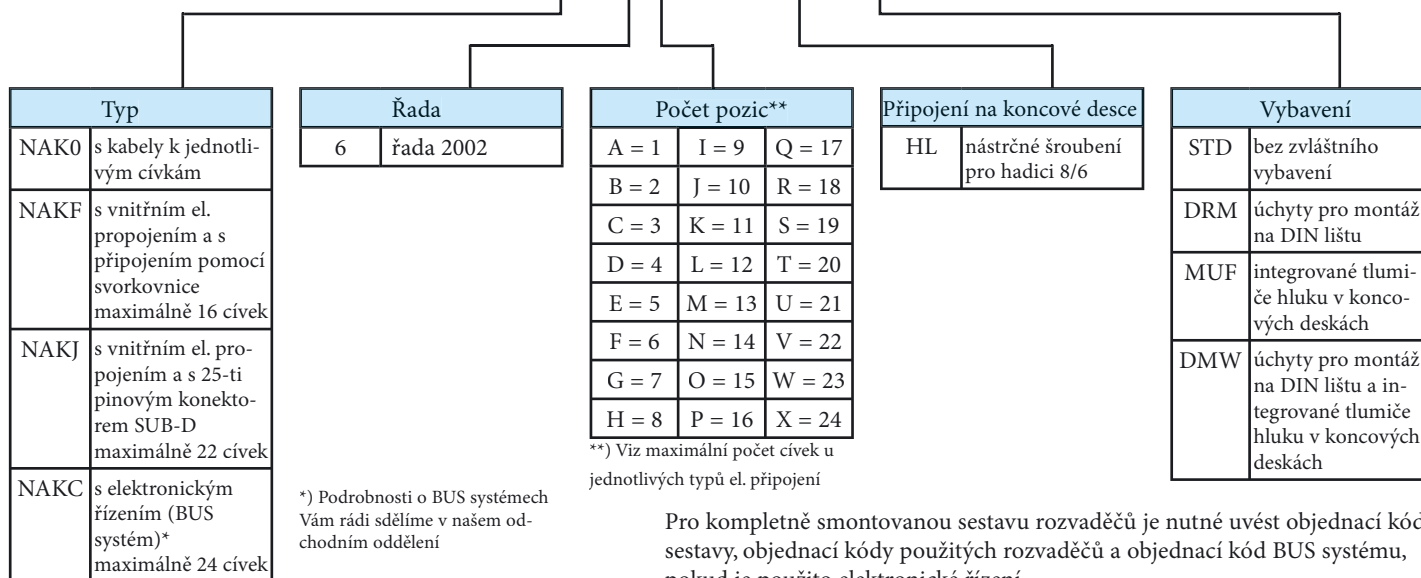 Typ
NAK0 s kabely k jednotli-
vým cívkám
NAKF s vnitřním el.
propojením a s
připojením pomocí
svorkovnice
maximálně 16 cívek
NAKJ s vnitřním el. pro-
pojením a s 25-ti
pinovým konekto-
rem SUB-D
maximálně 22 cívek
NAKC s elektronickým
řízením (BUS
systém)*
maximálně 24 cívek
Řada
6 řada 2002
*) Podrobnosti o BUS systémech
Vám rádi sdělíme v našem od-
chodním oddělení
Počet pozic**
A = 1 I = 9 Q = 17
B = 2 J = 10 R = 18
C = 3 K = 11 S = 19
D = 4 L = 12 T = 20
E = 5 M = 13 U = 21
F = 6 N = 14 V = 22
G = 7 O = 15 W = 23
H = 8 P = 16 X = 24
**) Viz maximální počet cívek u
jednotlivých typů el. připojení
Připojení na koncové desce
HL nástrčné šroubení
pro hadici 8/6
Vybavení
STD bez zvláštního
vybavení
DRM úchyty pro montáž
na DIN lištu
MUF integrované tlumi-
če hluku v konco-
vých deskách
DMW úchyty pro montáž
na DIN lištu a in-
tegrované tlumiče
hluku v koncových
deskách
Pro kompletně smontovanou sestavu rozvaděčů je nutné uvést objednací kód
sestavy, objednací kódy použitých rozvaděčů a objednací kód BUS systému,
pokud je použito elektronické řízení